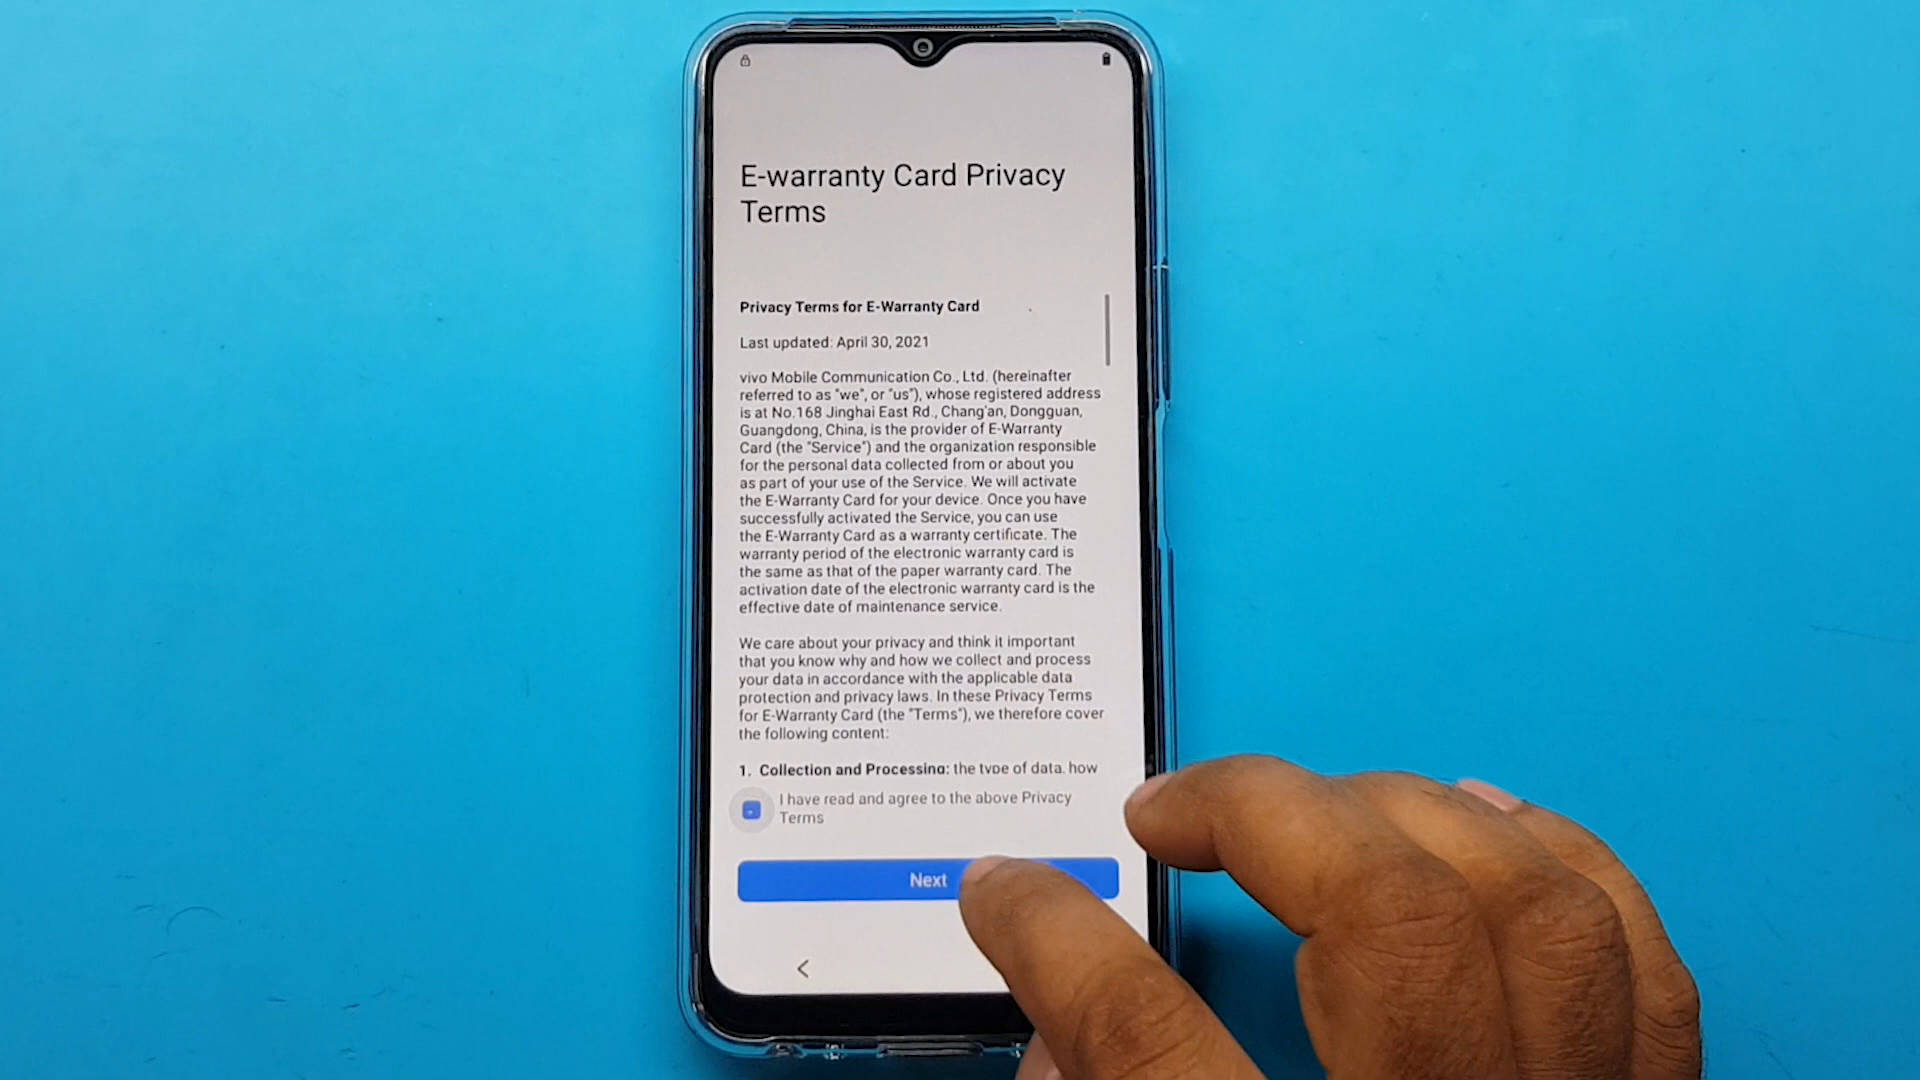 E-warranty Card Privacy
Terms
Privacy Terms for E-Warranty Card
Last updated: April 30, 2021
vivo Mobile Communication Co., Ltd. (hereinafter
referred to as "we", or "us"), whose registered address
is at No.168 Jinghai East Rd., Chang'an, Dongguan,
Guangdong, China, is the provider of E-Warranty
Card (the "Service") and the organization responsible
for the personal data collected from or about you
as part of your use of the Service. We will activate
the E-Warranty Card for your device. Once you have
successfully activated the Service, you can use
the E-Warranty Card as a warranty certificate. The
warranty period of the electronic warranty card is
the same as that of the paper warranty card. The
activation date of the electronic warranty card is the
effective date of maintenance service.
We care about your privacy and think it important
that you know why and how we collect and process
your data in accordance with the applicable data
protection and privacy laws. In these Privacy Terms
for E-Warranty Card (the "Terms"), we therefore cover
the following content:
1. Collection and Processing: the type of data, how
I have read and agree to the above Privacy
Terms
Next